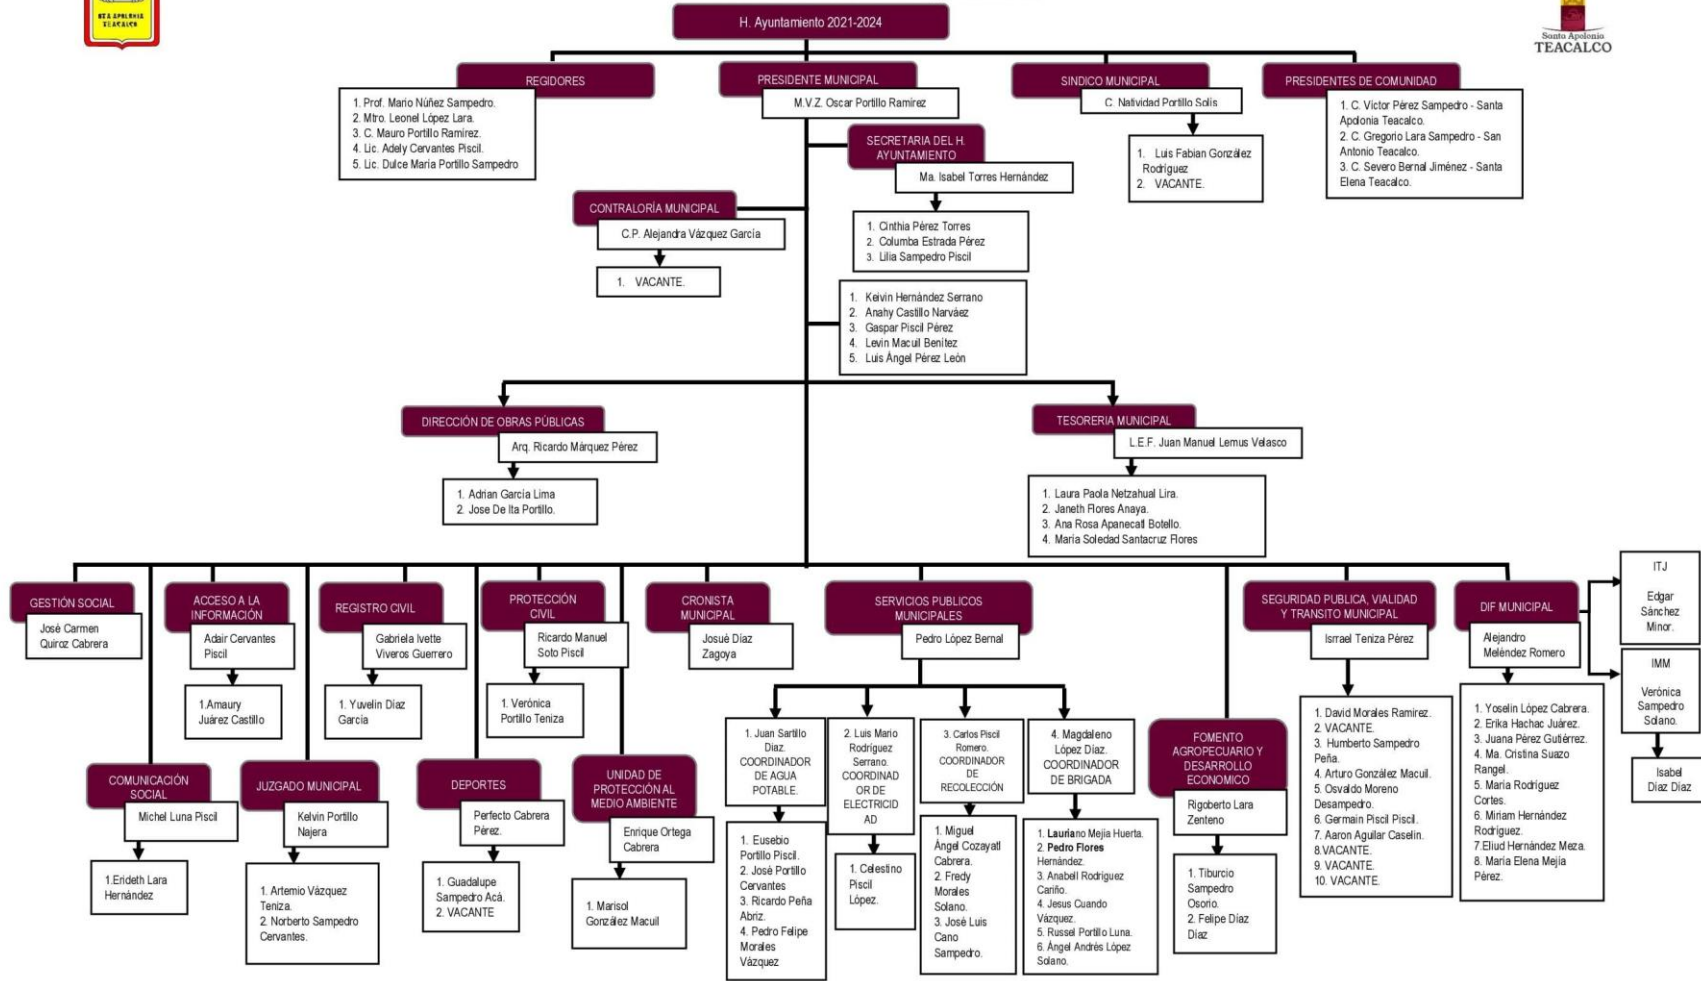 STA APOLONIA
TEACALCO
H. Ayuntamiento 2021-2024
Santa Apolonia
TEACALCO
REGIDORES
1. Prof. Mario Núñez Sampedro.
2. Mtro. Leonel López Lara.
3. C. Mauro Portillo Ramírez.
4. Lic. Adely Cervantes Piscil.
5. Lic. Dulce María Portillo Sampedro
PRESIDENTE MUNICIPAL
M.V.Z. Oscar Portillo Ramírez
SINDICO MUNICIPAL
C. Natividad Portillo Solís
1. Luis Fabian González
Rodríguez
2. VACANTE.
PRESIDENTES DE COMUNIDAD
1. C. Víctor Pérez Sampedro - Santa
Apolonia Teacalco.
2. C. Gregorio Lara Sampedro - San
Antonio Teacalco.
3. C. Severo Bernal Jiménez - Santa
Elena Teacalco.
SECRETARIA DEL H.
AYUNTAMIENTO
Ma. Isabel Torres Hernández
1. Cinthia Pérez Torres
2. Columba Estrada Pérez
3. Lilia Sampedro Piscil
CONTRALORÍA MUNICIPAL
C.P. Alejandra Vázquez García
1. VACANTE.
1. Keivin Hernández Serrano
2. Anahy Castillo Narváez
3. Gaspar Piscil Pérez
4. Levin Macuil Benítez
5. Luis Ángel Pérez León
DIRECCIÓN DE OBRAS PÚBLICAS
Arq. Ricardo Márquez Pérez
1. Adrian García Lima
2. Jose De Ita Portillo.
TESORERIA MUNICIPAL
L.E.F. Juan Manuel Lemus Velasco
1. Laura Paola Netzahual Lira.
2. Janeth Flores Anaya.
3. Ana Rosa Apanecatl Botello.
4. María Soledad Santacruz Flores
GESTIÓN SOCIAL
José Carmen
Quiroz Cabrera
COMUNICACIÓN
SOCIAL
Michel Luna Piscil
1.Erideth Lara
Hernández
ACCESO A LA
INFORMACIÓN
Adair Cervantes
Piscil
1.Amaury
Juárez Castillo
JUZGADO MUNICIPAL
Kelvin Portillo
Najera
1. Artemio Vázquez
Teniza.
2. Norberto Sampedro
Cervantes.
REGISTRO CIVIL
Gabriela Ivette
Viveros Guerrero
1. Yuvelin Díaz
García
DEPORTES
Perfecto Cabrera
Pérez.
1. Guadalupe
Sampedro Acá.
2. VACANTE
PROTECCIÓN
CIVIL
Ricardo Manuel
Soto Piscil
1. Verónica
Portillo Teniza
UNIDAD DE
PROTECCIÓN AL
MEDIO AMBIENTE
Enrique Ortega
Cabrera
1. Marisol
González Macuil
CRONISTA
MUNICIPAL
Josuè Díaz
Zagoya
SERVICIOS PUBLICOS
MUNICIPALES
Pedro López Bernal
1. Juan Sartillo
Díaz.
COORDINADOR
DE AGUA
POTABLE.
1. Eusebio
Portillo Piscil.
2. José Portillo
Cervantes
3. Ricardo Peña
Abriz.
4. Pedro Felipe
Morales
Vázquez
2. Luis Mario
Rodríguez
Serrano.
COORDINAD
OR DE
ELECTRICID
AD
1. Celestino
Piscil
López.
3. Carlos Piscil
Romero.
COORDINADOR
DE
RECOLECCIÓN
1. Miguel
Ángel Cozayatl
Cabrera.
2. Fredy
Morales
Solano.
3. José Luis
Cano
Sampedro.
4. Magdaleno
López Díaz.
COORDINADOR
DE BRIGADA
1. Lauriano Mejía Huerta.
2. Pedro Flores
Hernández.
3. Anabell Rodríguez
Cariño.
4. Jesus Cuando
Vázquez.
5. Russel Portillo Luna.
6. Ángel Andrés López
Solano.
FOMENTO
AGROPECUARIO Y
DESARROLLO
ECONOMICO
Rigoberto Lara
Zenteno
1. Tiburcio
Sampedro
Osorio.
2. Felipe Díaz
Díaz
SEGURIDAD PUBLICA, VIALIDAD
Y TRANSITO MUNICIPAL
Isrrael Teniza Pérez
1. David Morales Ramírez.
2. VACANTE.
3. Humberto Sampedro
Peña.
4. Arturo González Macuil.
5. Osvaldo Moreno
Desampedro.
6. Germain Piscil Piscil.
7. Aaron Aguilar Caselin.
8.VACANTE.
9. VACANTE.
10. VACANTE.
DIF MUNICIPAL
Alejandro
Meléndez Romero
1. Yoselin López Cabrera.
2. Erika Hachac Juárez.
3. Juana Pérez Gutiérrez.
4. Ma. Cristina Suazo
Rangel.
5. María Rodríguez
Cortes.
6. Miriam Hernández
Rodríguez.
7.Eliud Hernández Meza.
8. María Elena Mejía
Pérez.
ITJ
Edgar
Sánchez
Minor.
IMM
Verónica
Sampedro
Solano.
Isabel
Díaz Díaz